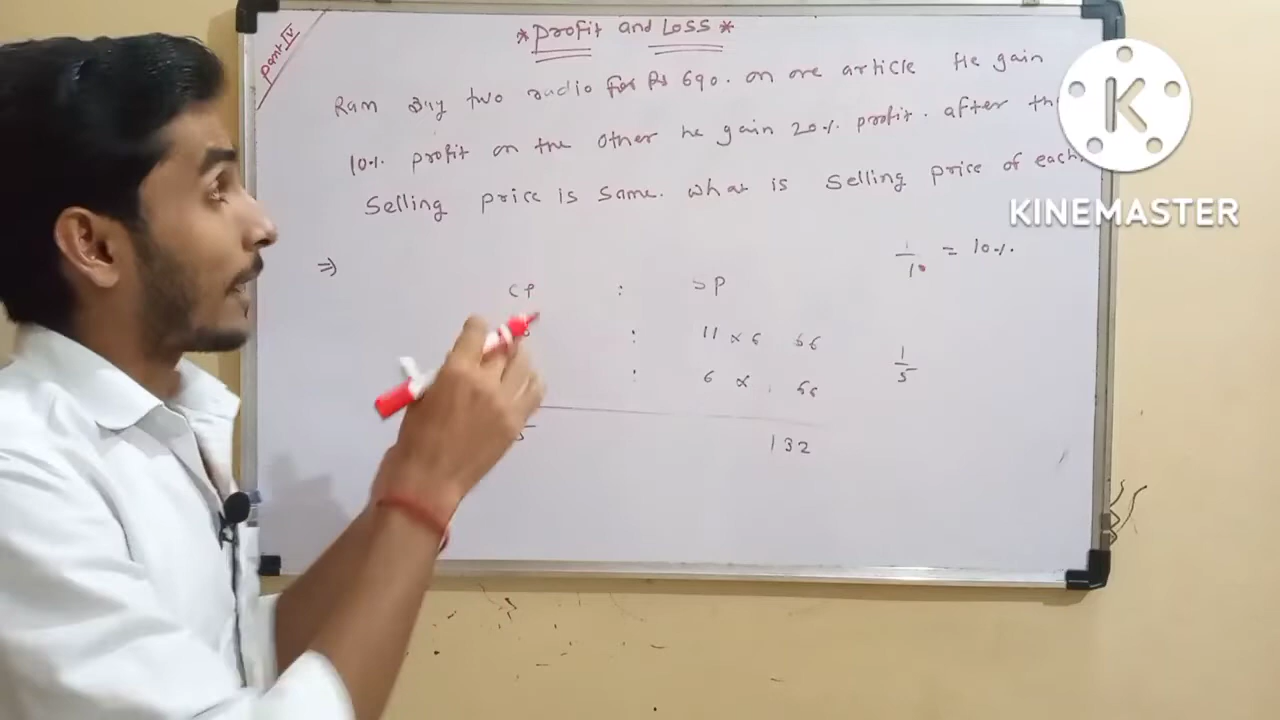 Part IV
* Profit and Loss *
Ram Buy two radio for Rs 690. on one article He gain
10% profit on the other he gain 20% profit. after
Selling price is same. What is Selling price of each.
⇒
1/10 = 10%
CP : SP
: 11 x 6 66
: 6 x 66
1/5
5 132
K
KINEMASTER